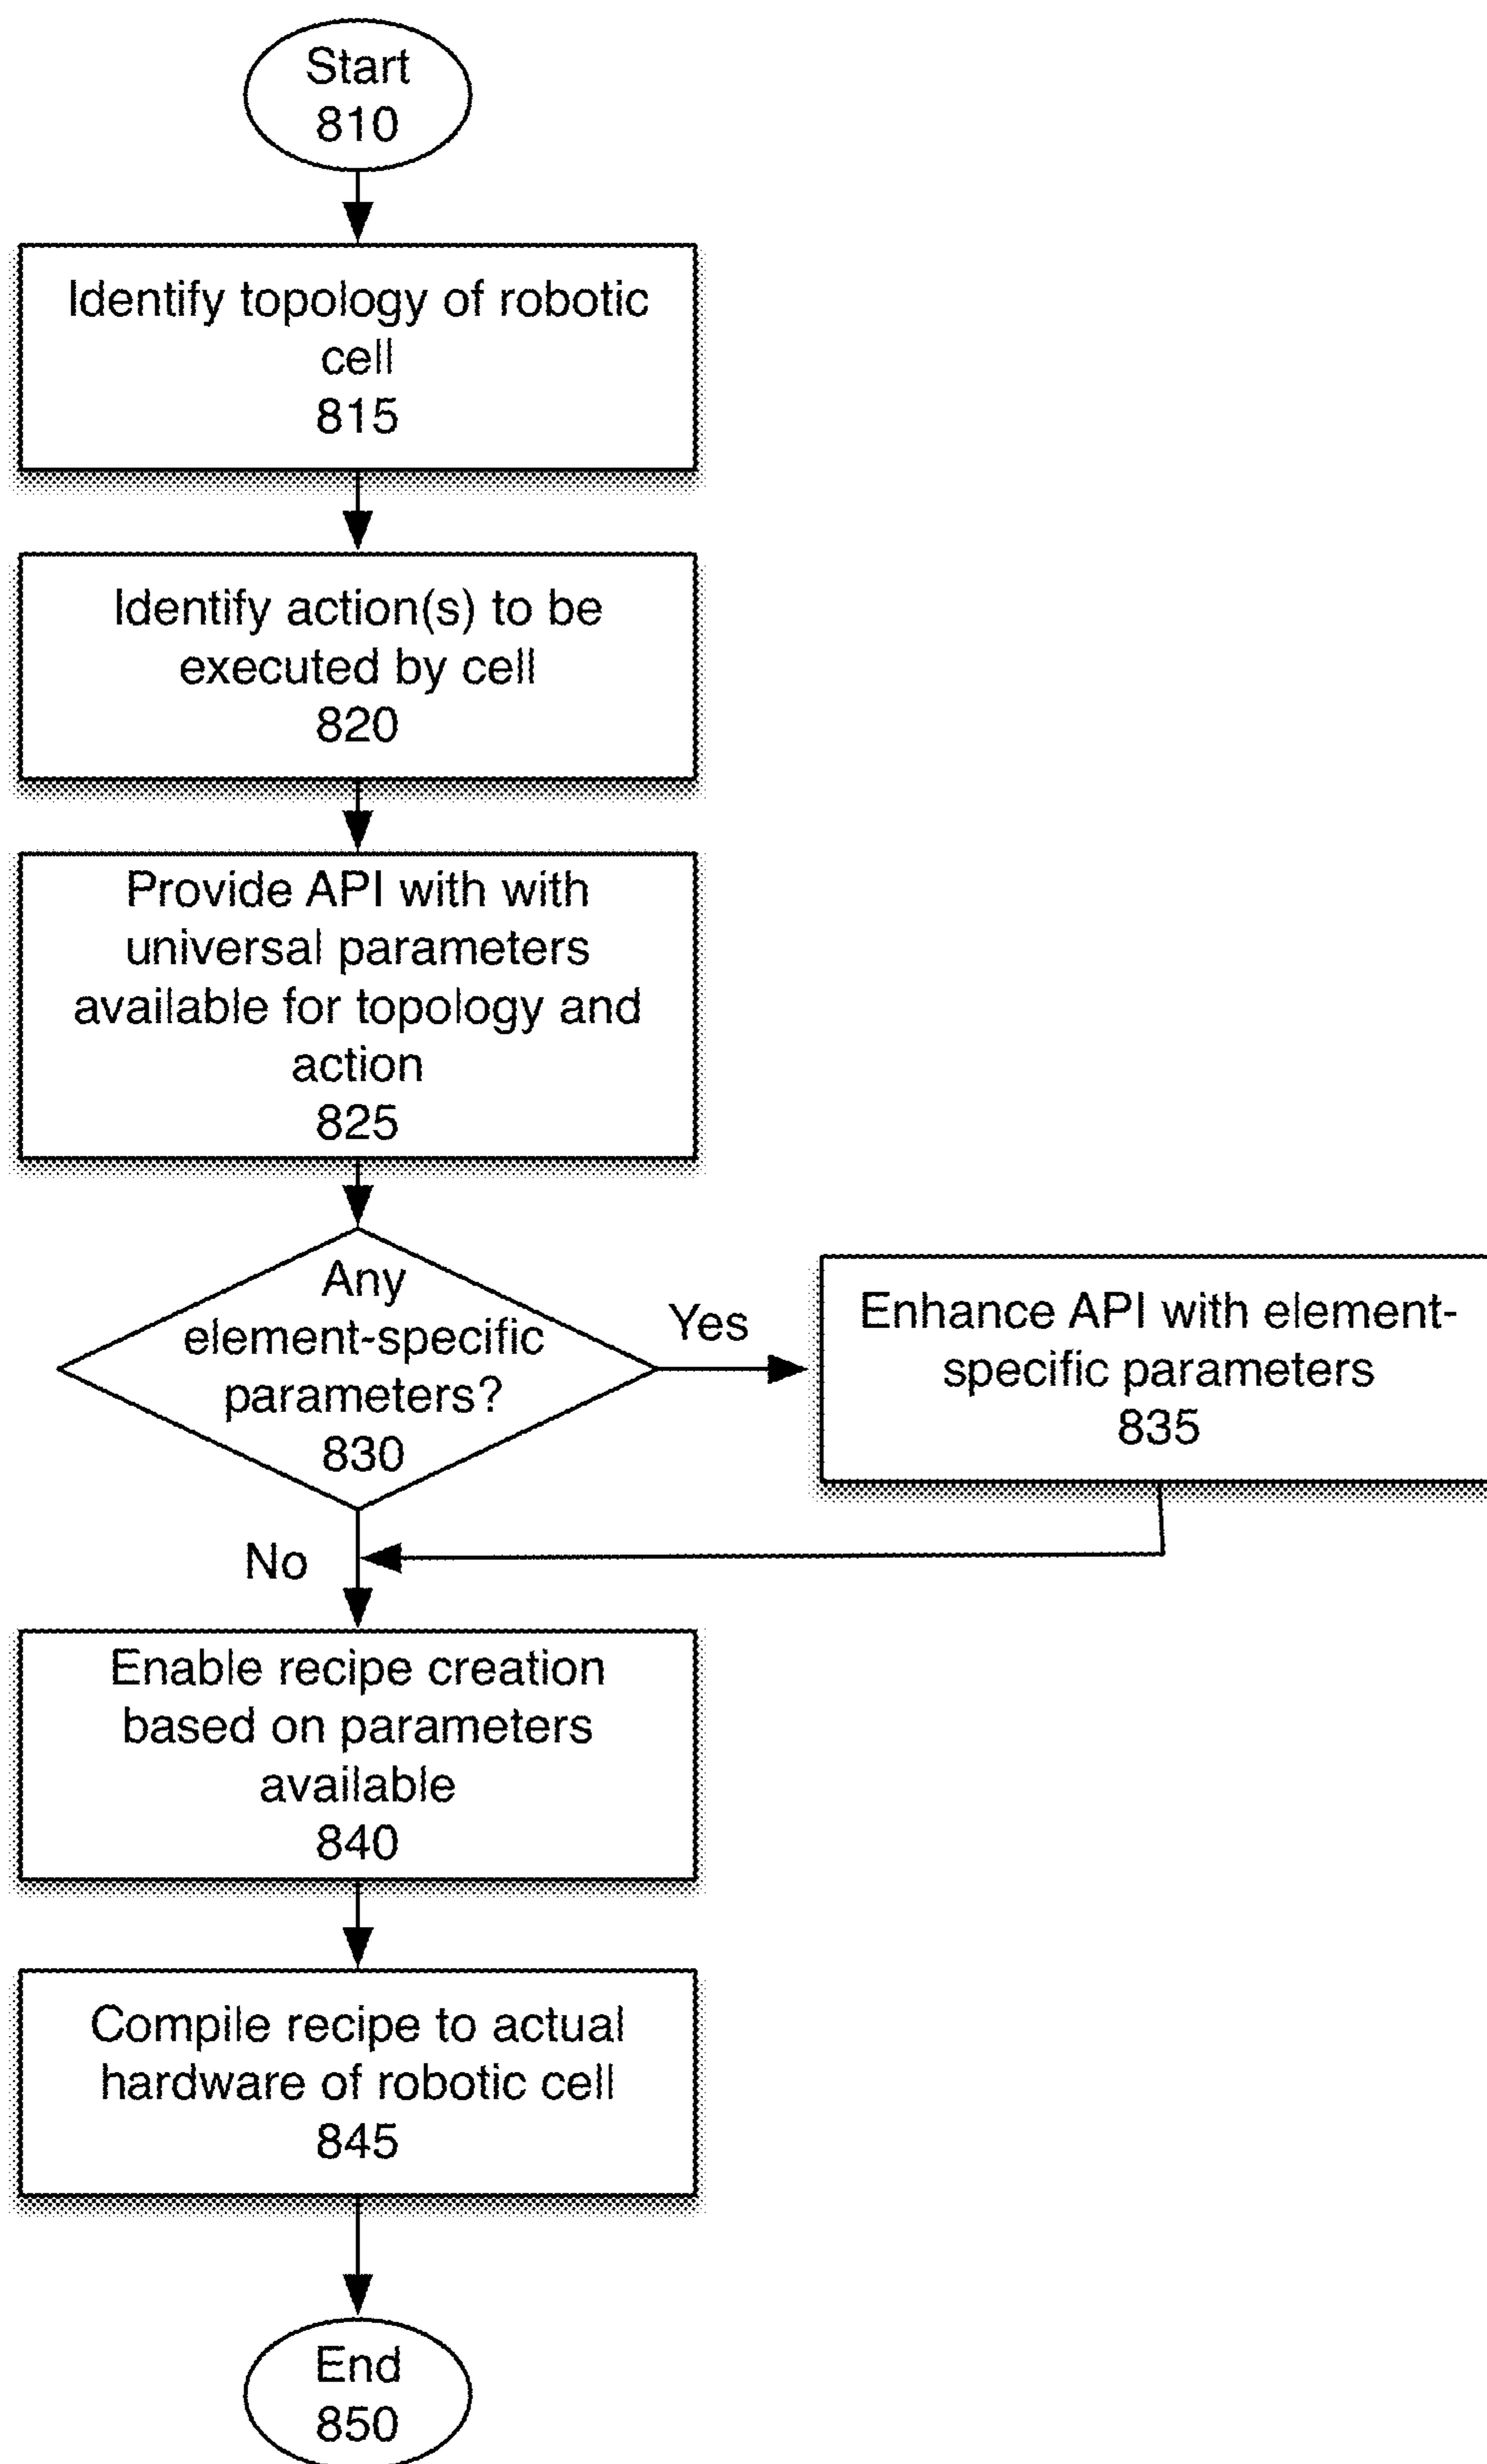 Start
810
Identify topology of robotic
cell
815
Identify action(s) to be
executed by cell
820
Provide API with with
universal parameters
available for topology and
action
825
Any
element-specific
parameters?
830
Yes
Enhance API with element-
specific parameters
835
No
Enable recipe creation
based on parameters
available
840
Compile recipe to actual
hardware of robotic cell
845
End
850